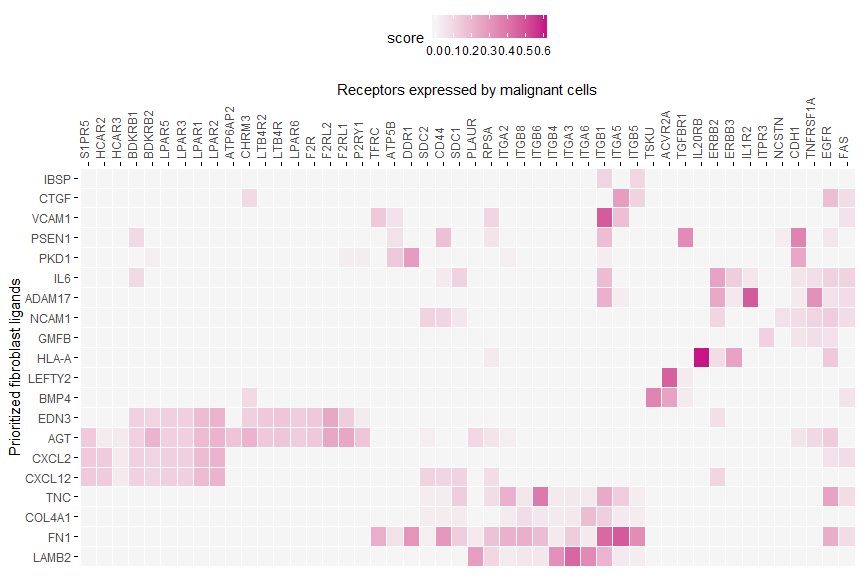 score
0.00.10.20.30.40.50.6
Receptors expressed by malignant cells
S1PR5
HCAR2
HCAR3
BDKRB1
BDKRB2
LPAR5
LPAR3
LPAR1
LPAR2
ATP6AP2
CHRM3
LTB4R2
LTB4R
LPAR6
F2R
F2RL2
F2RL1
P2RY1
TFRC
ATP5B
DDR1
SDC2
CD44
SDC1
PLAUR
RPSA
ITGA2
ITGB8
ITGB6
ITGB4
ITGA3
ITGA6
ITGB1
ITGA5
ITGB5
TSKU
ACVR2A
TGFBR1
IL20RB
ERBB2
ERBB3
IL1R2
ITPR3
NCSTN
CDH1
TNFRSF1A
EGFR
FAS
Prioritized fibroblast ligands
IBSP
CTGF
VCAM1
PSEN1
PKD1
IL6
ADAM17
NCAM1
GMFB
HLA-A
LEFTY2
BMP4
EDN3
AGT
CXCL2
CXCL12
TNC
COL4A1
FN1
LAMB2